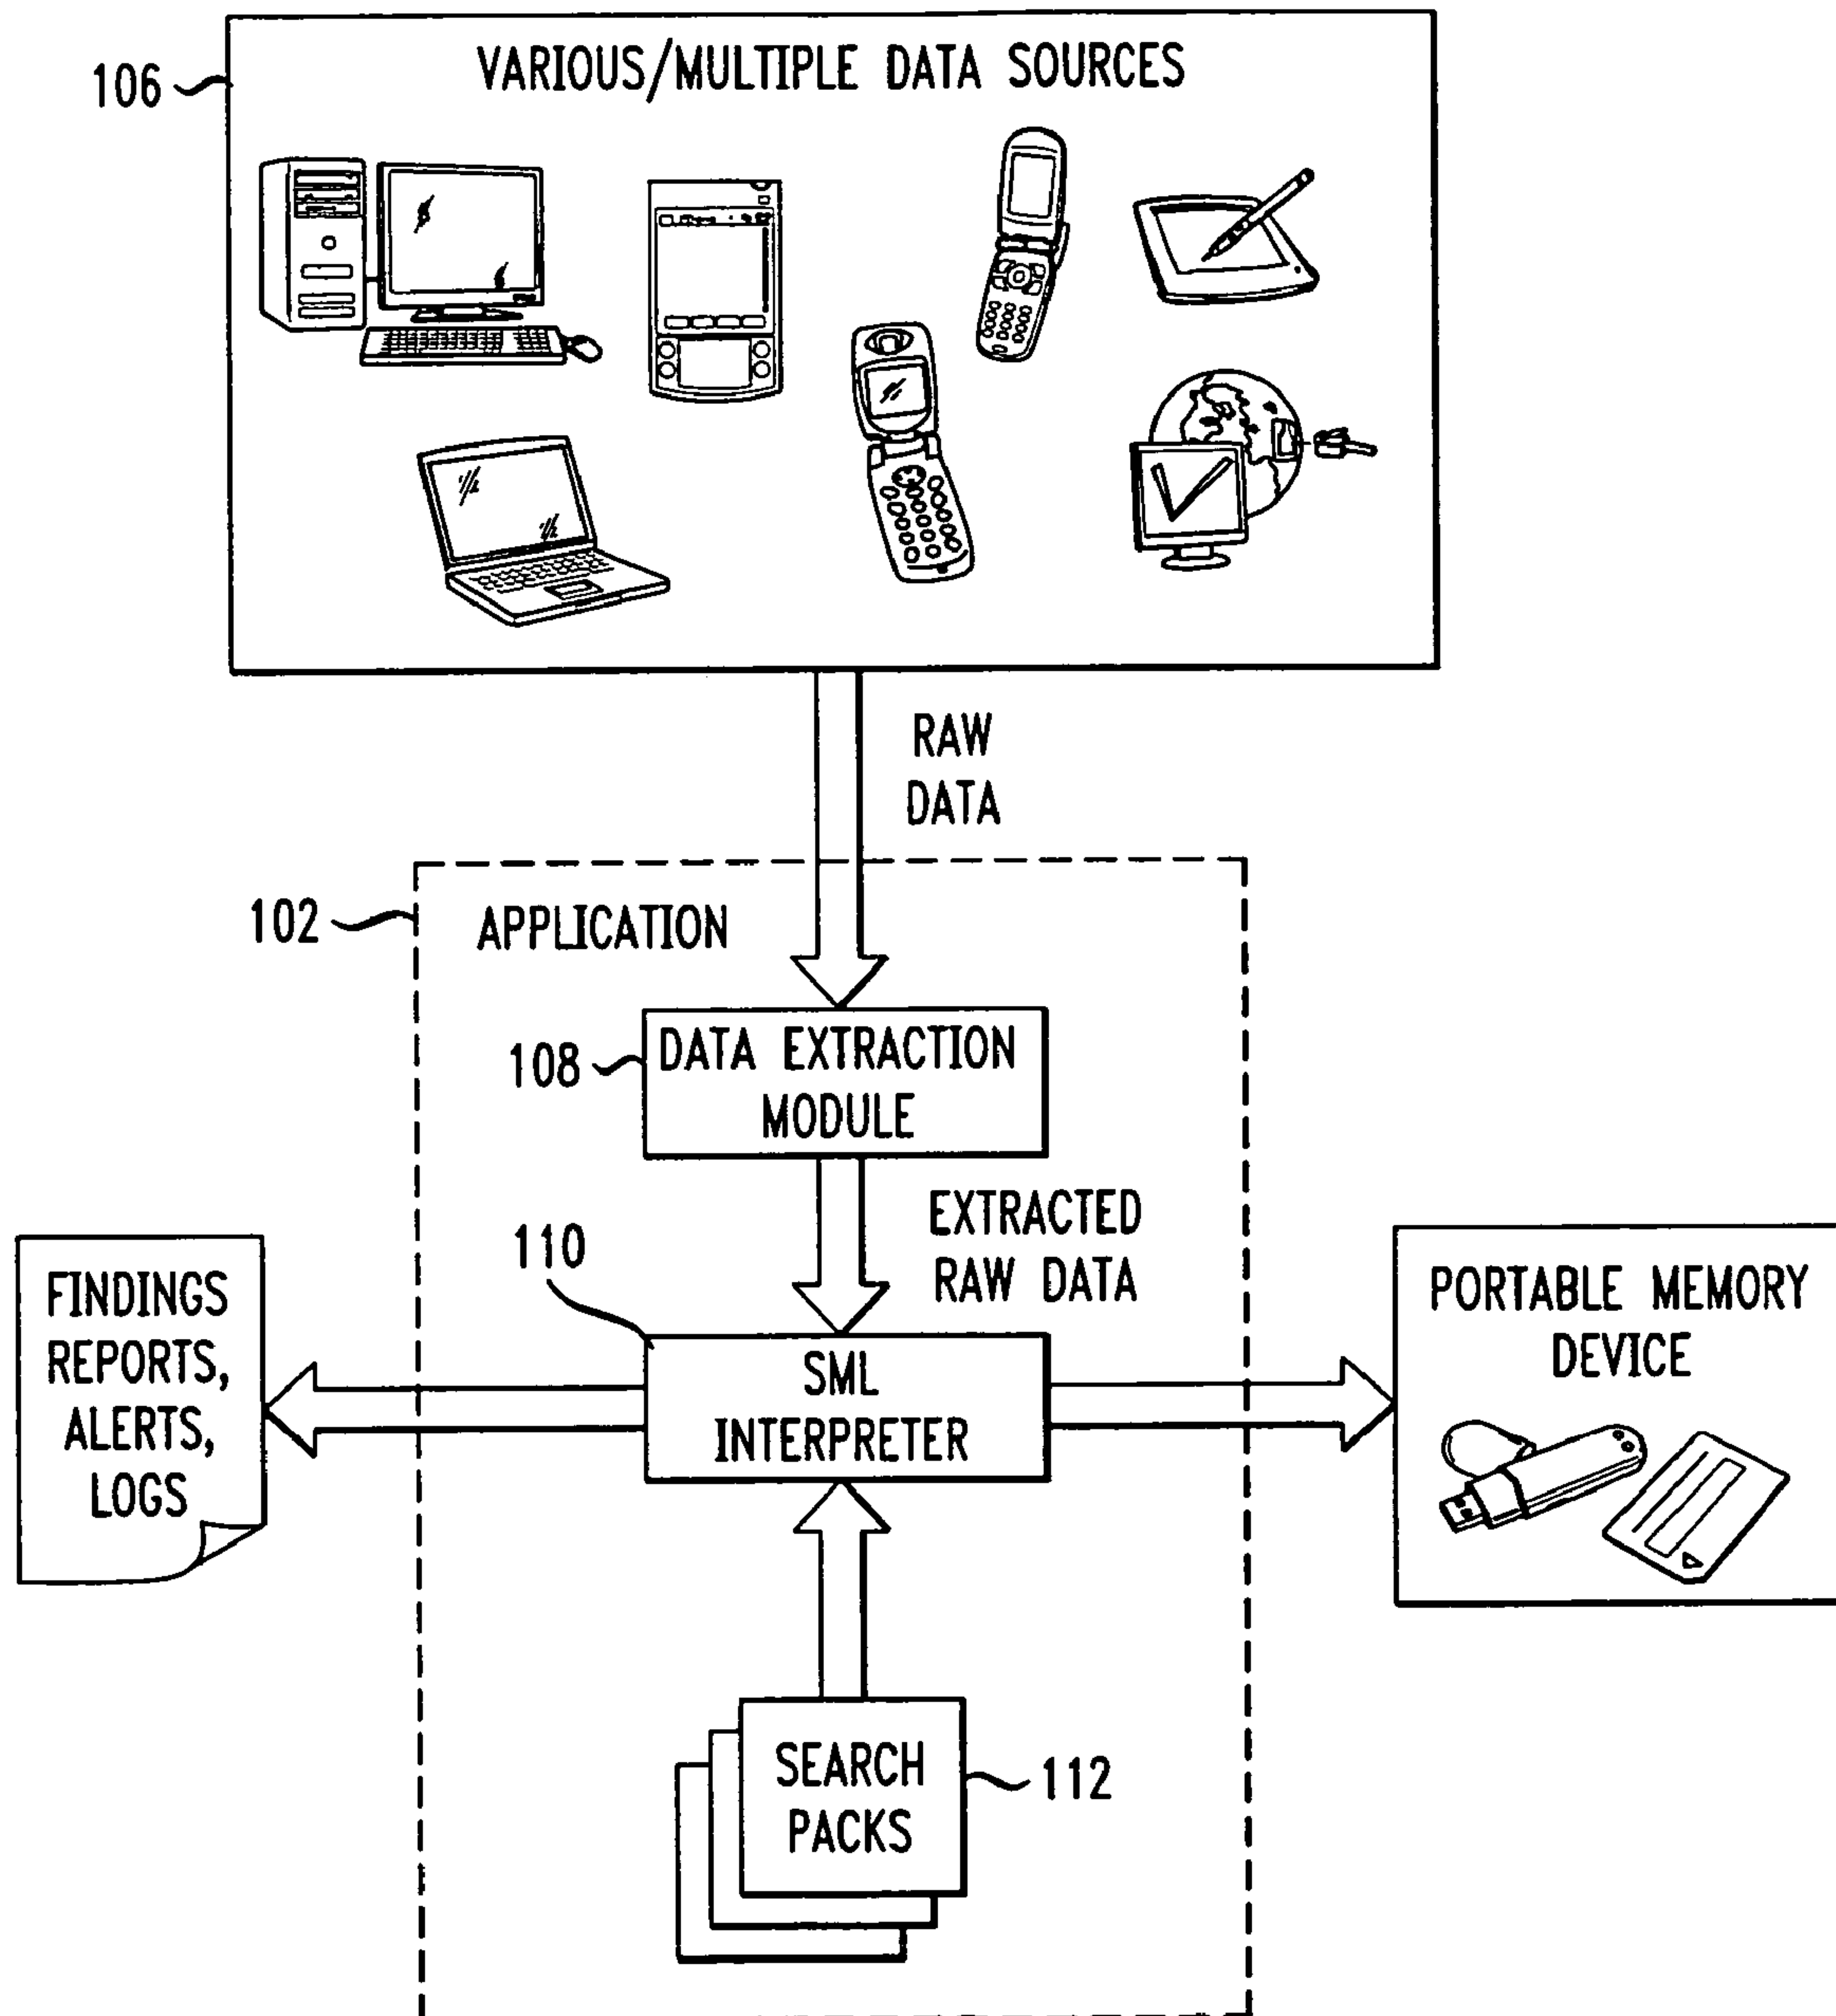 106
VARIOUS/MULTIPLE DATA SOURCES
RAW
DATA
102
APPLICATION
108
DATA EXTRACTION
MODULE
EXTRACTED
RAW DATA
110
SML
INTERPRETER
FINDINGS
REPORTS,
ALERTS,
LOGS
PORTABLE MEMORY
DEVICE
SEARCH
PACKS
112